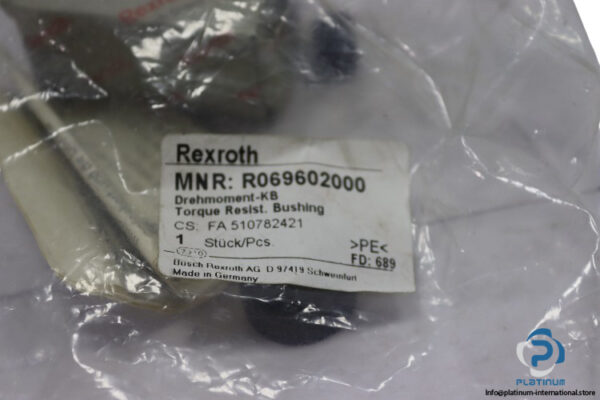 Rexroth
MNR: R069602000
Drehmoment-KB
Torque Resist. Bushing
CS: FA 510782421
1 Stück/Pcs. >PE<
FD: 689
Bosch Rexroth AG D 97419 Schweinfurt
Made in Germany
PLATINUM
Info@platinum-international.store